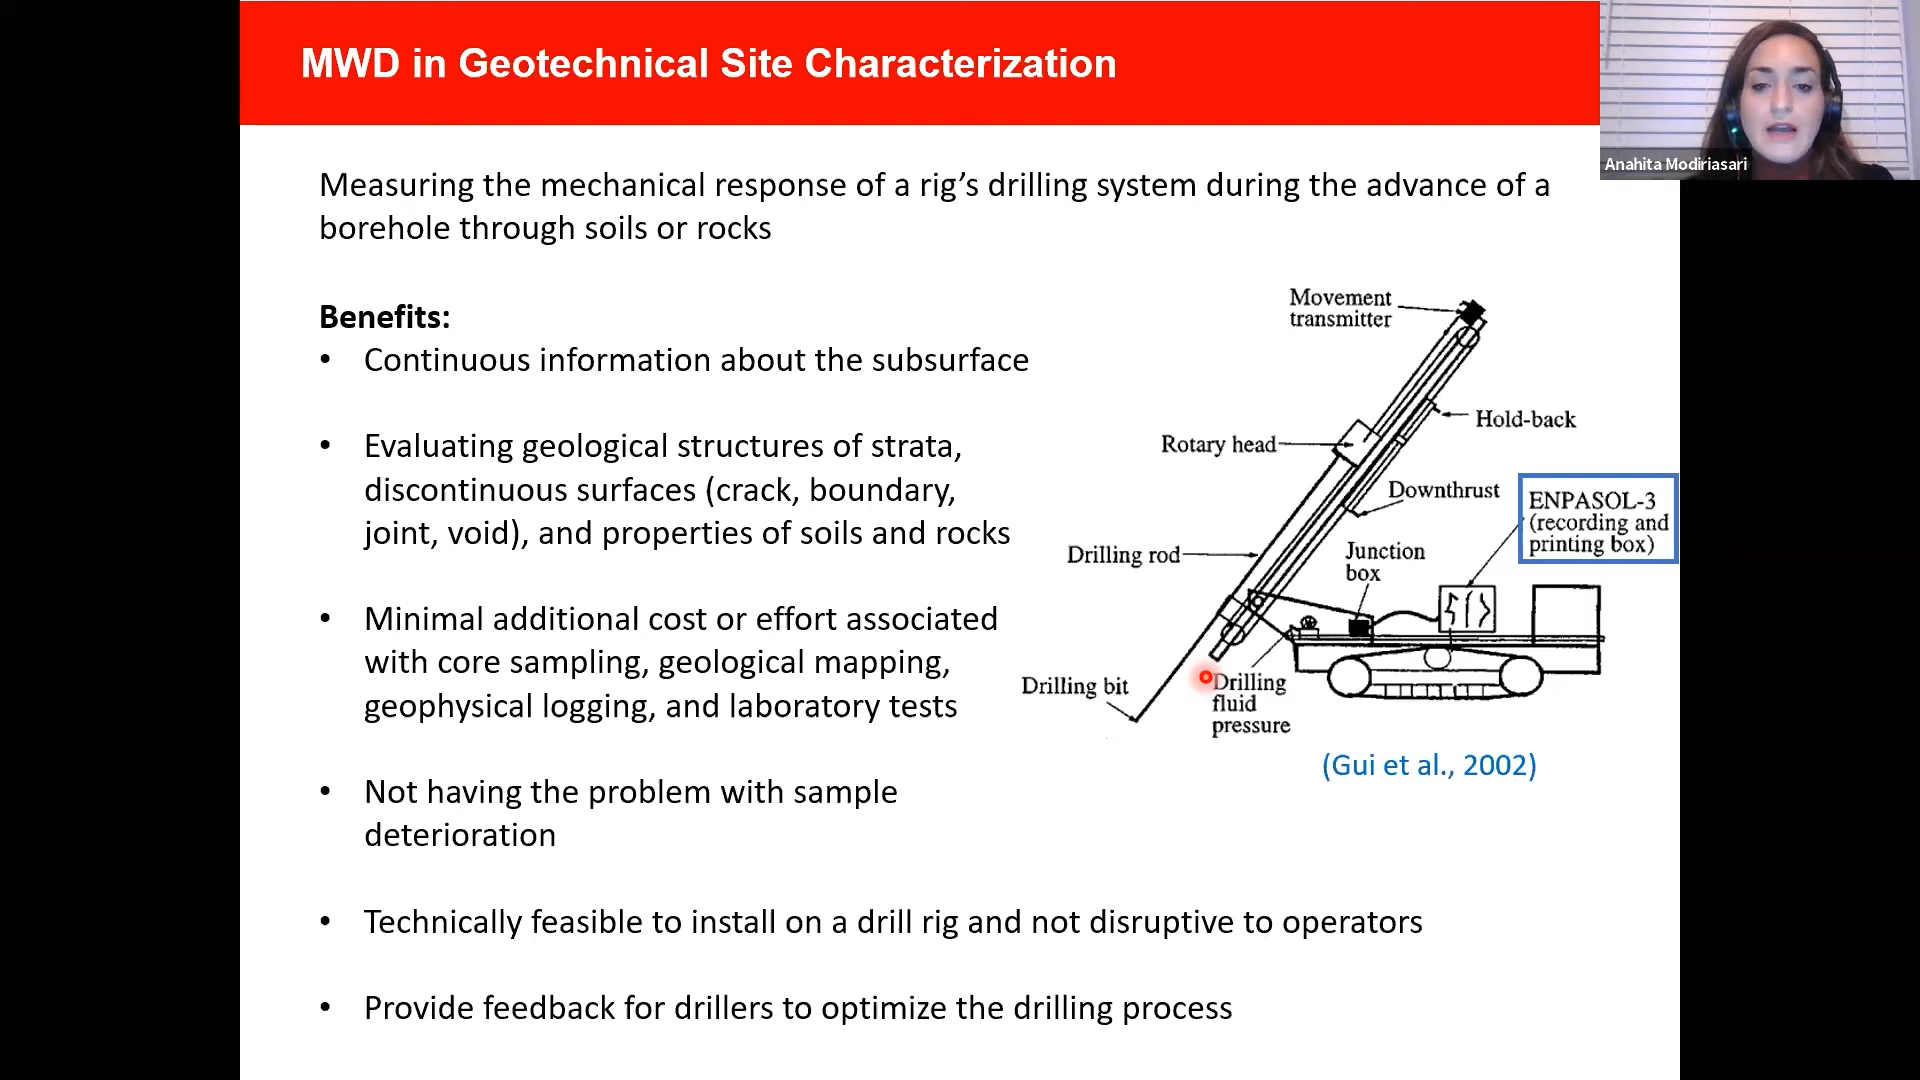 MWD in Geotechnical Site Characterization
Anahita Modiriasari
Measuring the mechanical response of a rig’s drilling system during the advance of a
borehole through soils or rocks
Benefits:
• Continuous information about the subsurface
• Evaluating geological structures of strata,
discontinuous surfaces (crack, boundary,
joint, void), and properties of soils and rocks
• Minimal additional cost or effort associated
with core sampling, geological mapping,
geophysical logging, and laboratory tests
• Not having the problem with sample
deterioration
• Technically feasible to install on a drill rig and not disruptive to operators
• Provide feedback for drillers to optimize the drilling process
Movement
transmitter
Hold-back
Rotary head
Downthrust
ENPASOL-3
(recording and
printing box)
Junction
box
Drilling rod
Drilling bit
Drilling
fluid
pressure
(Gui et al., 2002)